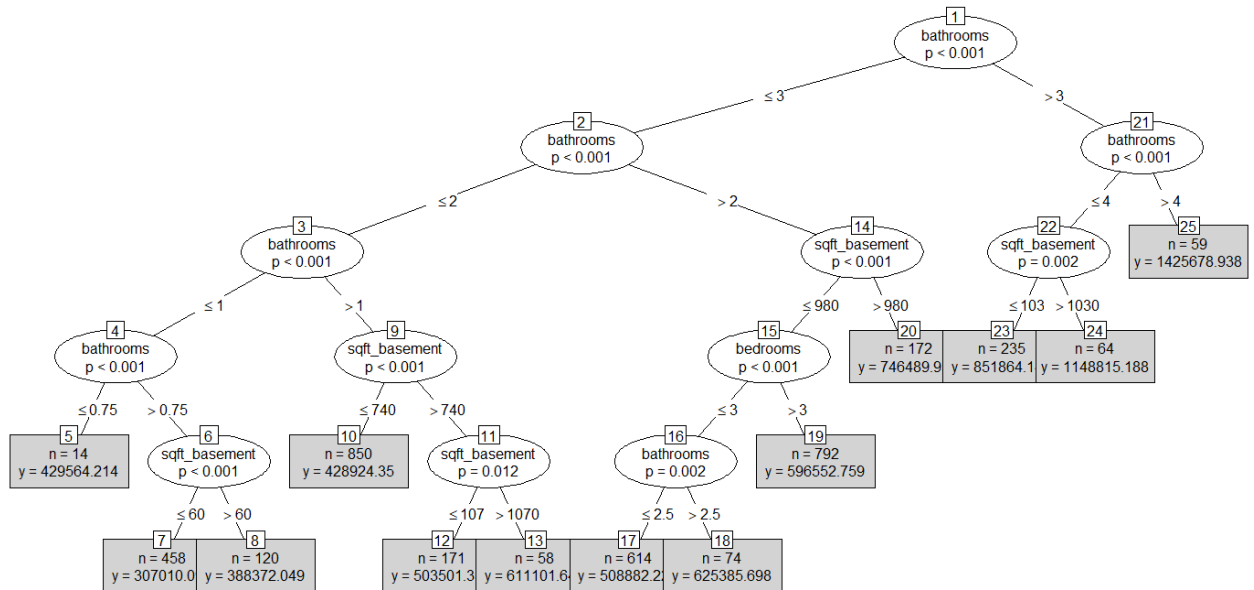 1
bathrooms
p < 0.001
≤ 3
> 3
2
bathrooms
p < 0.001
21
bathrooms
p < 0.001
≤ 2
> 2
≤ 4
> 4
3
bathrooms
p < 0.001
14
sqft_basement
p < 0.001
22
sqft_basement
p = 0.002
25
n = 59
y = 1425678.938
≤ 1
> 1
≤ 980
> 980
≤ 103
> 1030
4
bathrooms
p < 0.001
9
sqft_basement
p < 0.001
15
bedrooms
p < 0.001
20
n = 172
y = 746489.9
23
n = 235
y = 851864.1
24
n = 64
y = 1148815.188
≤ 0.75
> 0.75
≤ 740
> 740
≤ 3
> 3
5
n = 14
y = 429564.214
6
sqft_basement
p < 0.001
10
n = 850
y = 428924.35
11
sqft_basement
p = 0.012
16
bathrooms
p = 0.002
19
n = 792
y = 596552.759
≤ 60
> 60
≤ 107
> 1070
≤ 2.5
> 2.5
7
n = 458
y = 307010.0
8
n = 120
y = 388372.049
12
n = 171
y = 503501.3
13
n = 58
y = 611101.6
17
n = 614
y = 508882.2
18
n = 74
y = 625385.698